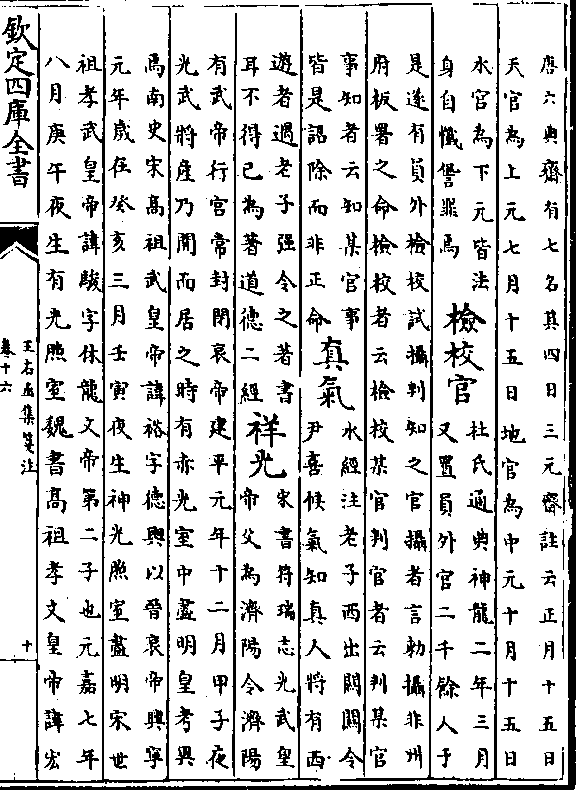 唐六典齋有七名其四日三元齋註云正月十五日
天官為上元七月十五日地官為中元十月十五日
水官為下元皆法
身自懺愆罪焉
檢校官
杜氏通典神龍二年三月
又置員外官二千餘人于
是遂有員外檢校試攝判知之官攝者言勅攝非州
府板署之命檢校者云檢校某官判官者云判某官
事知者云知某官事
皆是詔除而非正命
真氣
水經注老子西出關關令
尹喜候氣知真人將有西
遊者遇老子强令之著書
耳不得已為著道德二經
祥光
宋書符瑞志光武皇
帝父為濟陽令濟陽
有武帝行宮常封閉哀帝建平元年十二月甲子夜
光武將產乃開而居之時有赤光室中盡明皇考異
焉南史宋高祖武皇帝諱裕字德輿以晉哀帝興寧
元年歲在癸亥三月壬寅夜生神光照室盡明宋世
祖孝武皇帝諱駿字休龍文帝第二子也元嘉七年
八月庚午夜生有光照室魏書高祖孝文皇帝諱宏
欽定四庫全書
王右丞集箋注
卷十六
十